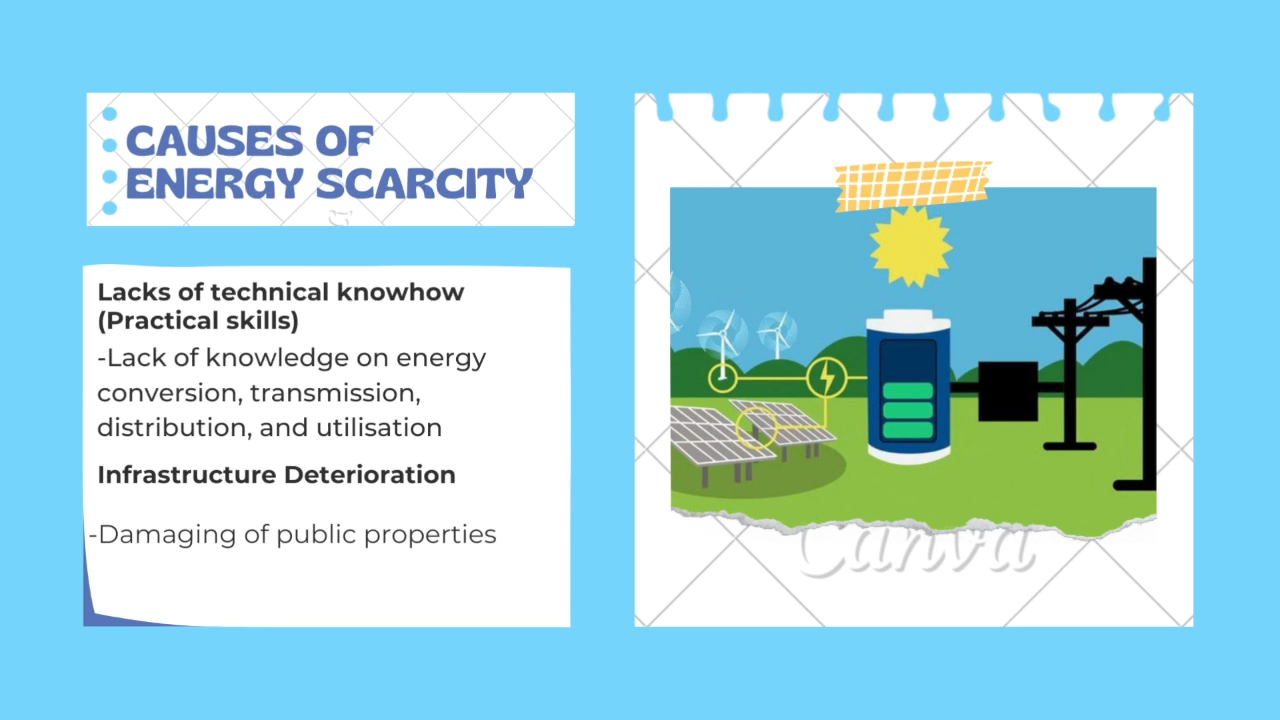 CAUSES OF
ENERGY SCARCITY
Lacks of technical knowhow
(Practical skills)
-Lack of knowledge on energy
conversion, transmission,
distribution, and utilisation
Infrastructure Deterioration
-Damaging of public properties
Canva